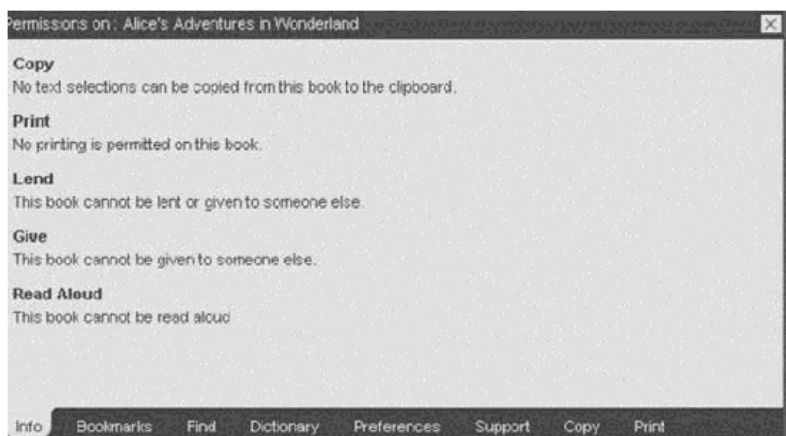 Permissions on : Alice's Adventures in Wonderland
Copy
No text selections can be copied from this book to the clipboard.
Print
No printing is permitted on this book.
Lend
This book cannot be lent or given to someone else.
Give
This book cannot be given to someone else.
Read Aloud
This book cannot be read aloud
Info Bookmarks Find Dictionary Preferences Support Copy Print